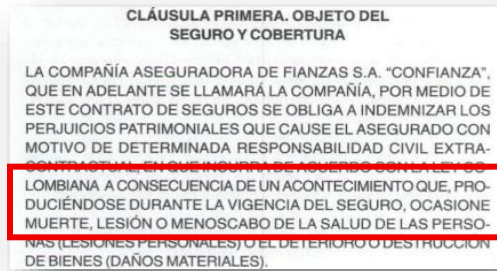 CLÁUSULA PRIMERA. OBJETO DEL
SEGURO Y COBERTURA
LA COMPAÑÍA ASEGURADORA DE FIANZAS S.A. "CONFIANZA",
QUE EN ADELANTE SE LLAMARÁ LA COMPAÑÍA, POR MEDIO DE
ESTE CONTRATO DE SEGUROS SE OBLIGA A INDEMNIZAR LOS
PERJUICIOS PATRIMONIALES QUE CAUSE EL ASEGURADO CON
MOTIVO DE DETERMINADA RESPONSABILIDAD CIVIL EXTRA-
CONTRACTUAL, EN QUE INCURRA DE ACUERDO CON LA LEY CO-
LOMBIANA A CONSECUENCIA DE UN ACONTECIMIENTO QUE, PRO-
DUCIÉNDOSE DURANTE LA VIGENCIA DEL SEGURO, OCASIONE
MUERTE, LESIÓN O MENOSCABO DE LA SALUD DE LAS PERSO-
NAS (LESIONES PERSONALES) O EL DETERIORO O DESTRUCCIÓN
DE BIENES (DAÑOS MATERIALES).